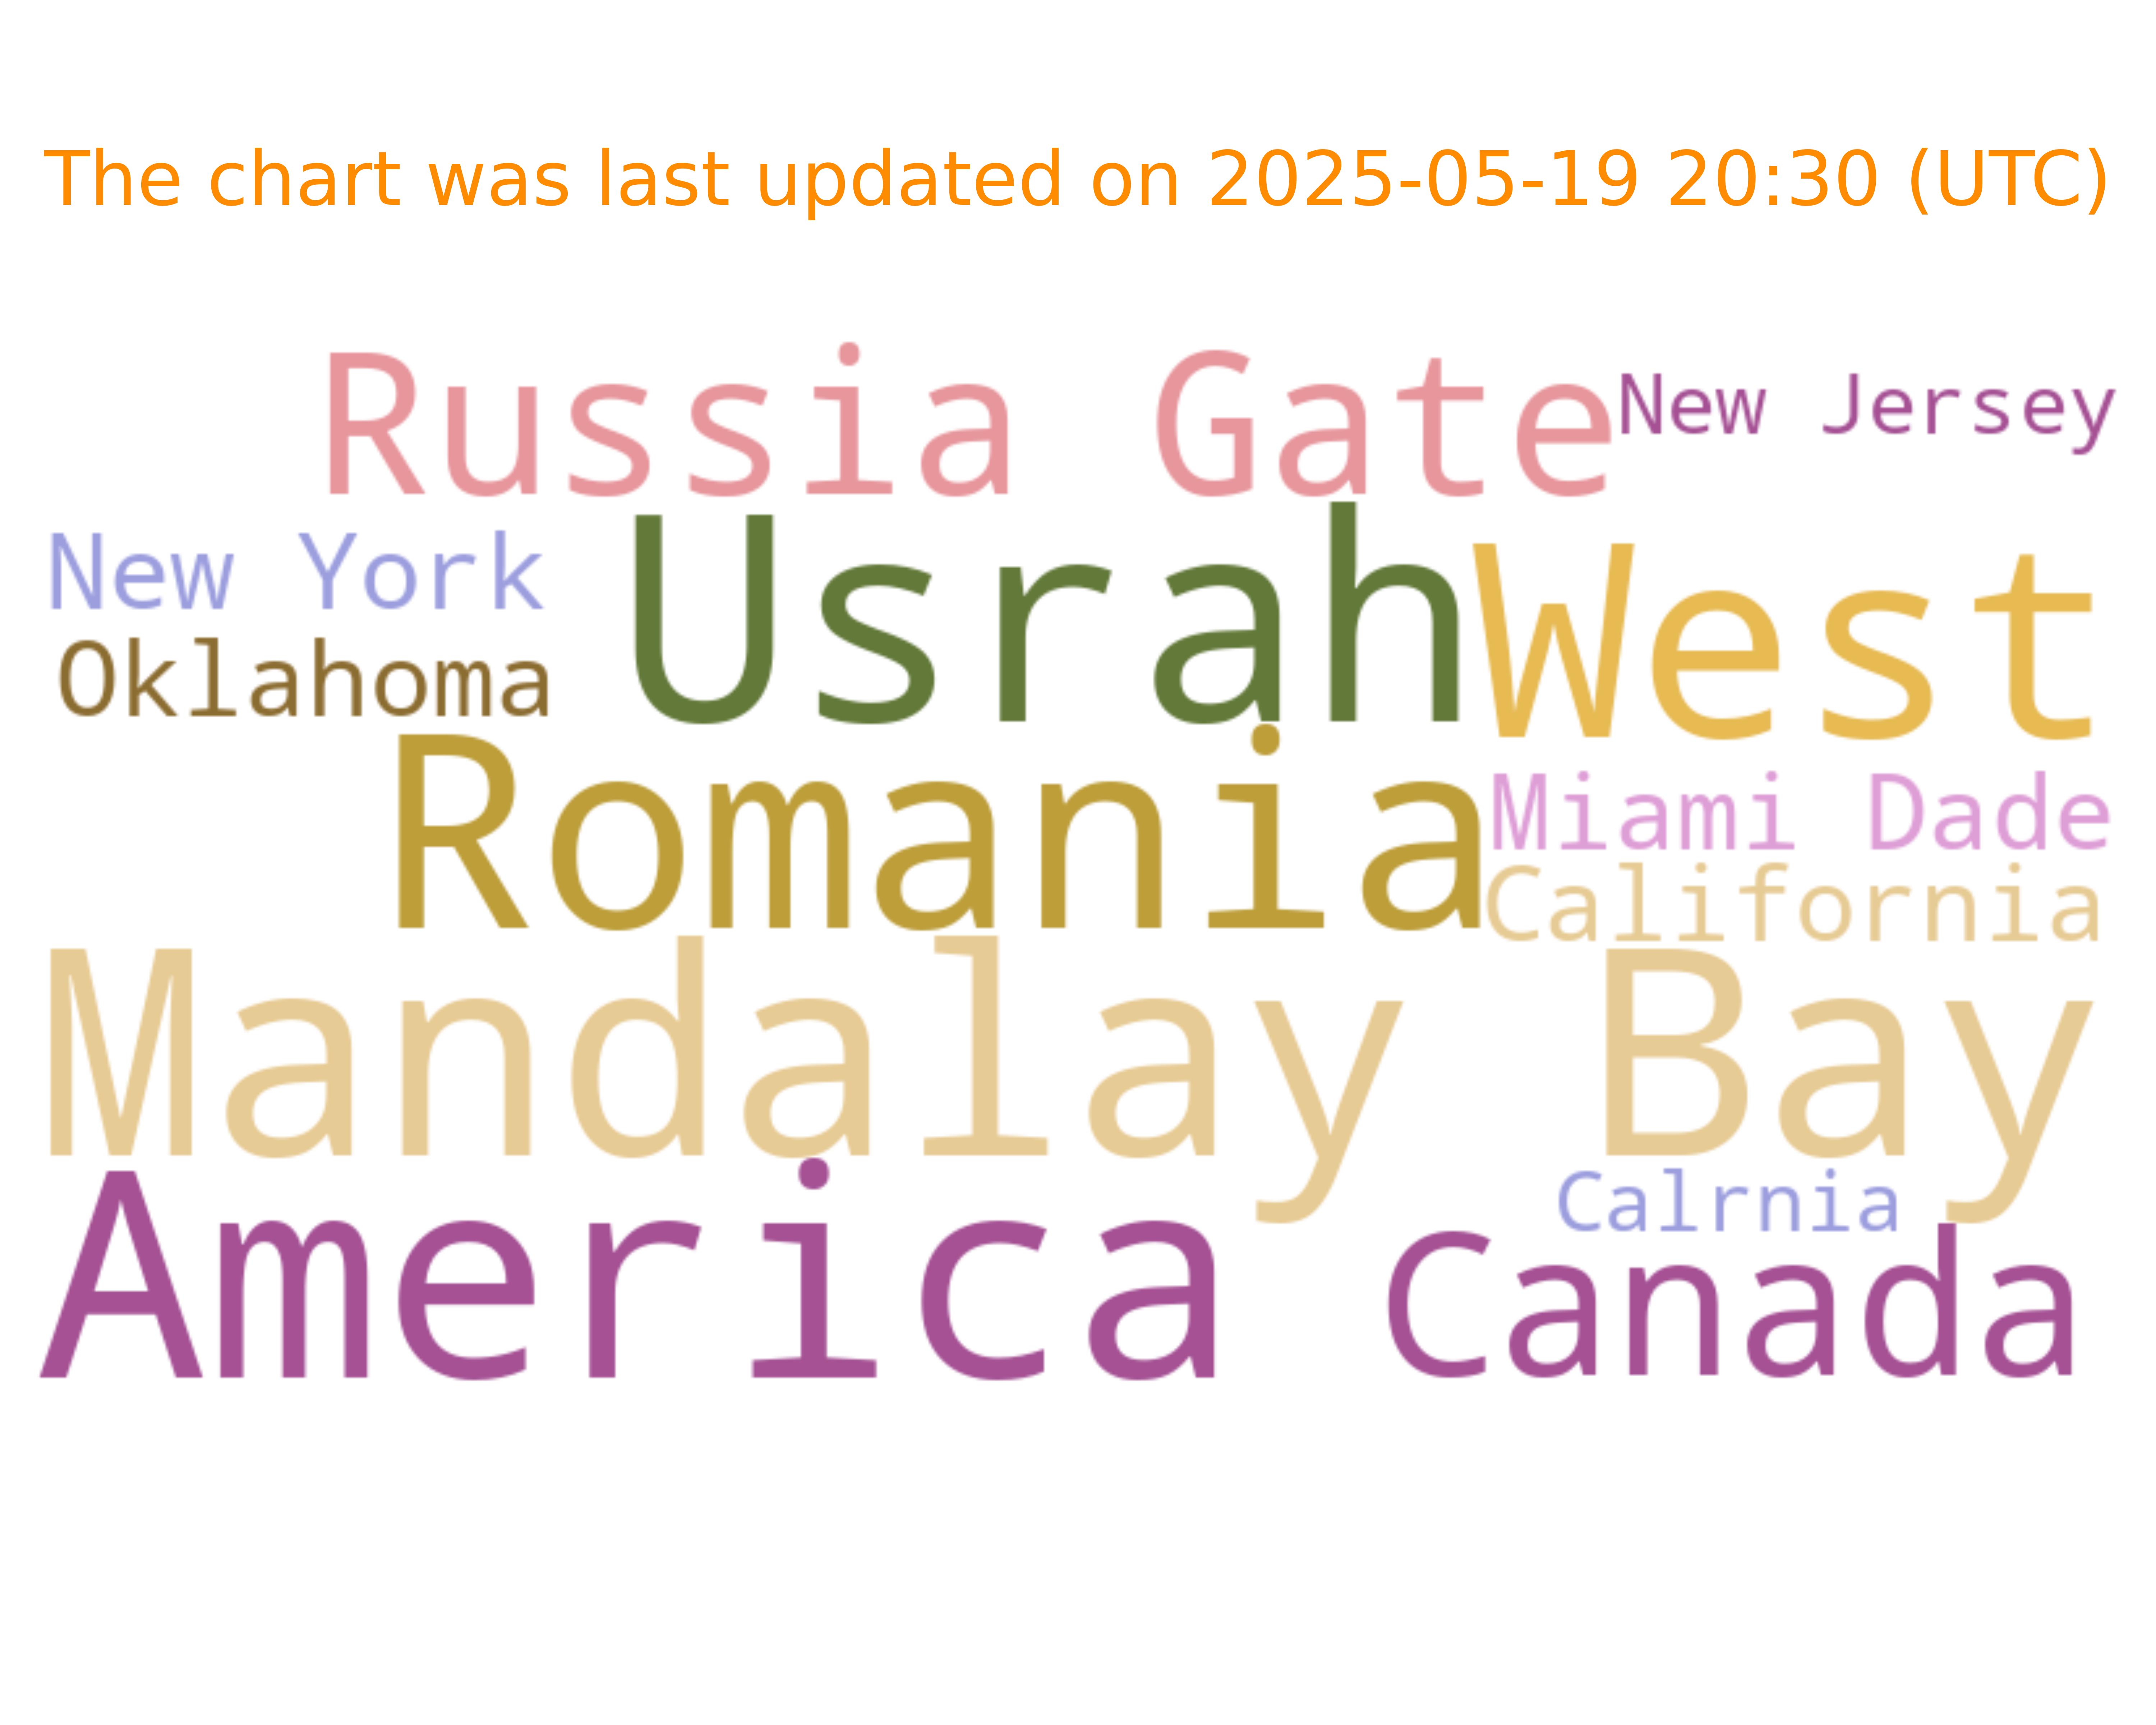 The chart was last updated on 2025-05-19 20:30 (UTC)
Russia Gate
New Jersey
New York
Usrah
West
Oklahoma
Romania
Miami Dade
California
Mandalay Bay
Calrnia
America
Canada